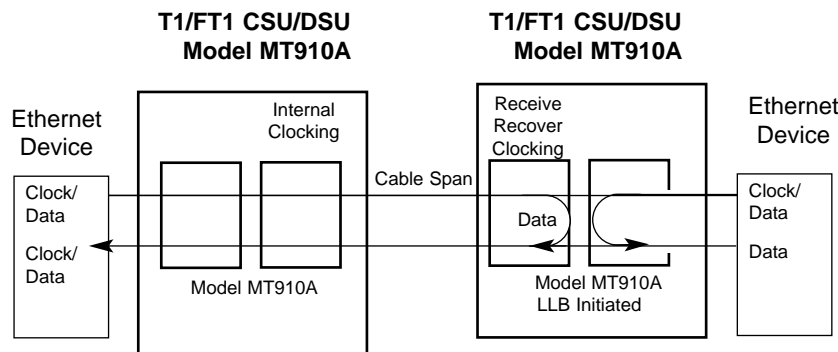 T1/FT1 CSU/DSU
Model MT910A
T1/FT1 CSU/DSU
Model MT910A
Ethernet
Device
Internal
Clocking
Receive
Recover
Clocking
Ethernet
Device
Clock/
Data
Clock/
Data
Cable Span
Data
Clock/
Data
Data
Model MT910A
Model MT910A
LLB Initiated